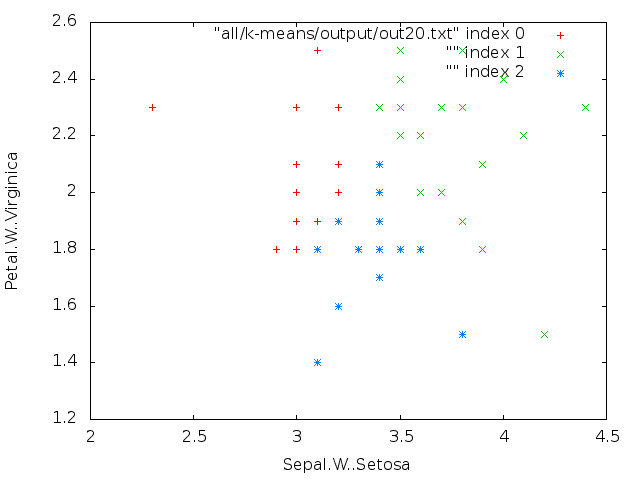 2.6
"all/k-means/output/out20.txt" index 0
"" index 1
"" index 2
2.4
2.2
2
1.8
1.6
1.4
1.2
2
2.5
3
3.5
4
4.5
Petal.W..Virginica
Sepal.W..Setosa